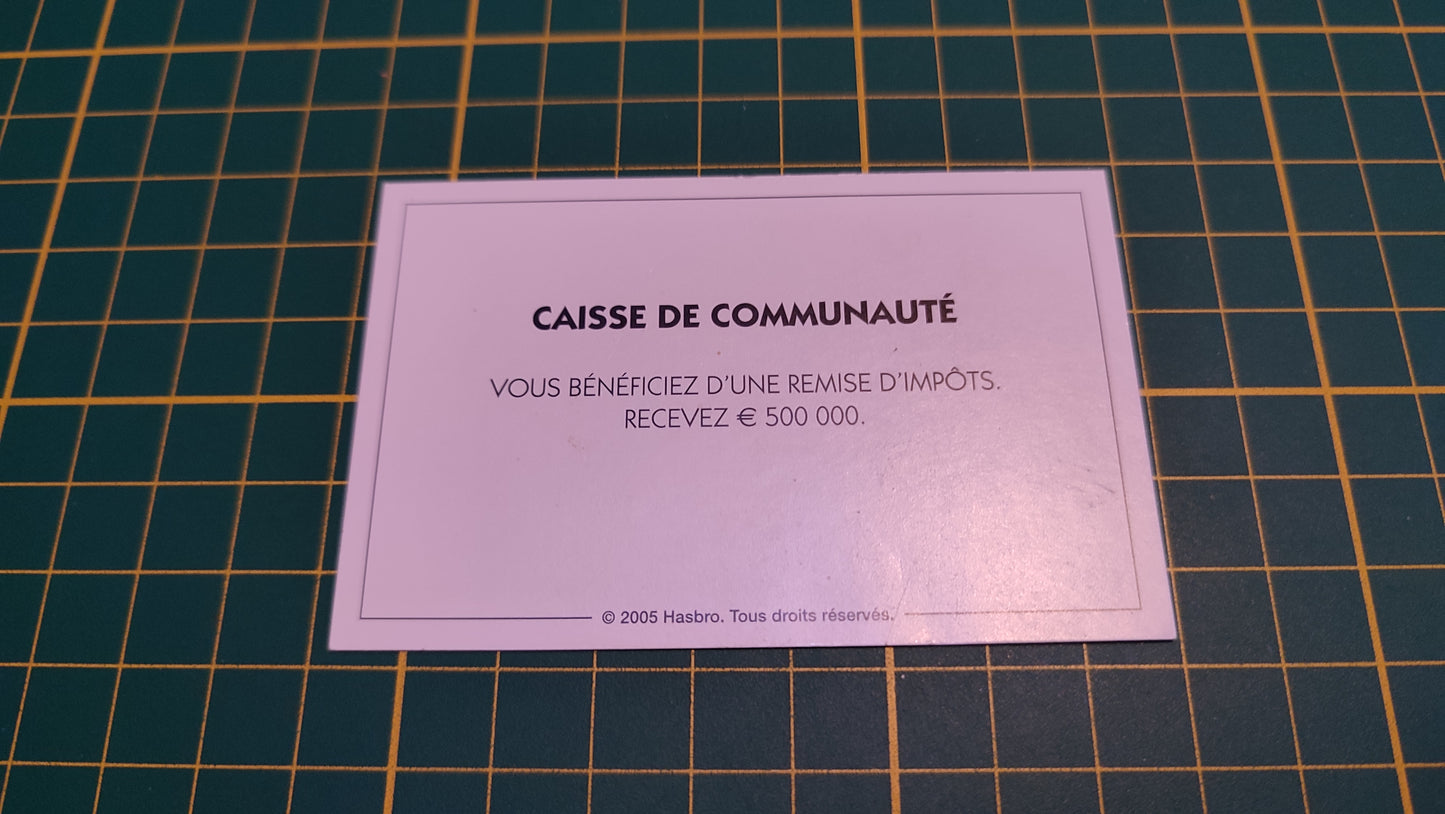 CAISSE DE COMMUNAUTÉ
VOUS BÉNÉFICIEZ D'UNE REMISE D'IMPÔTS.
RECEVEZ € 500 000.
© 2005 Hasbro. Tous droits réservés.